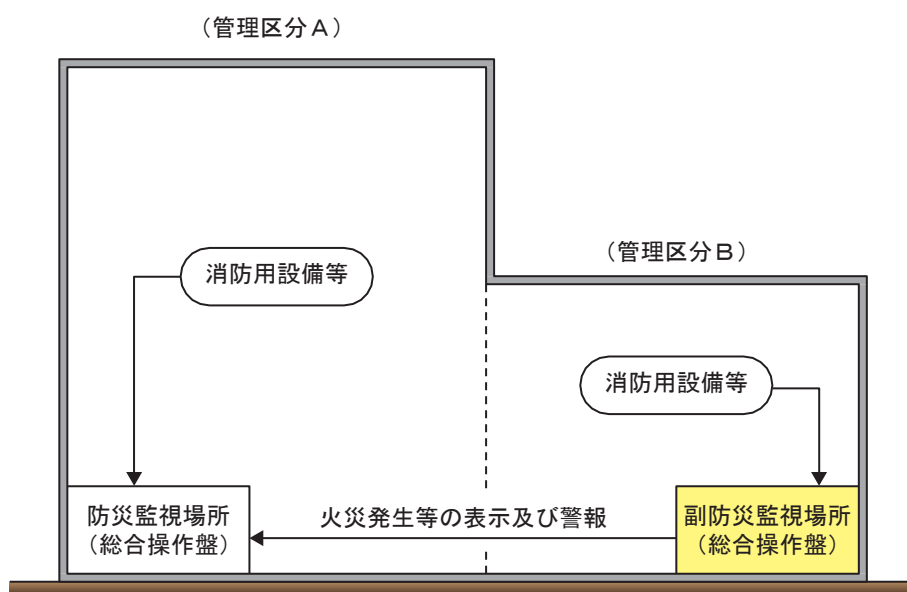 （管理区分Ａ）
（管理区分Ｂ）
消防用設備等
消防用設備等
防災監視場所
（総合操作盤）
火災発生等の表示及び警報
副防災監視場所
（総合操作盤）